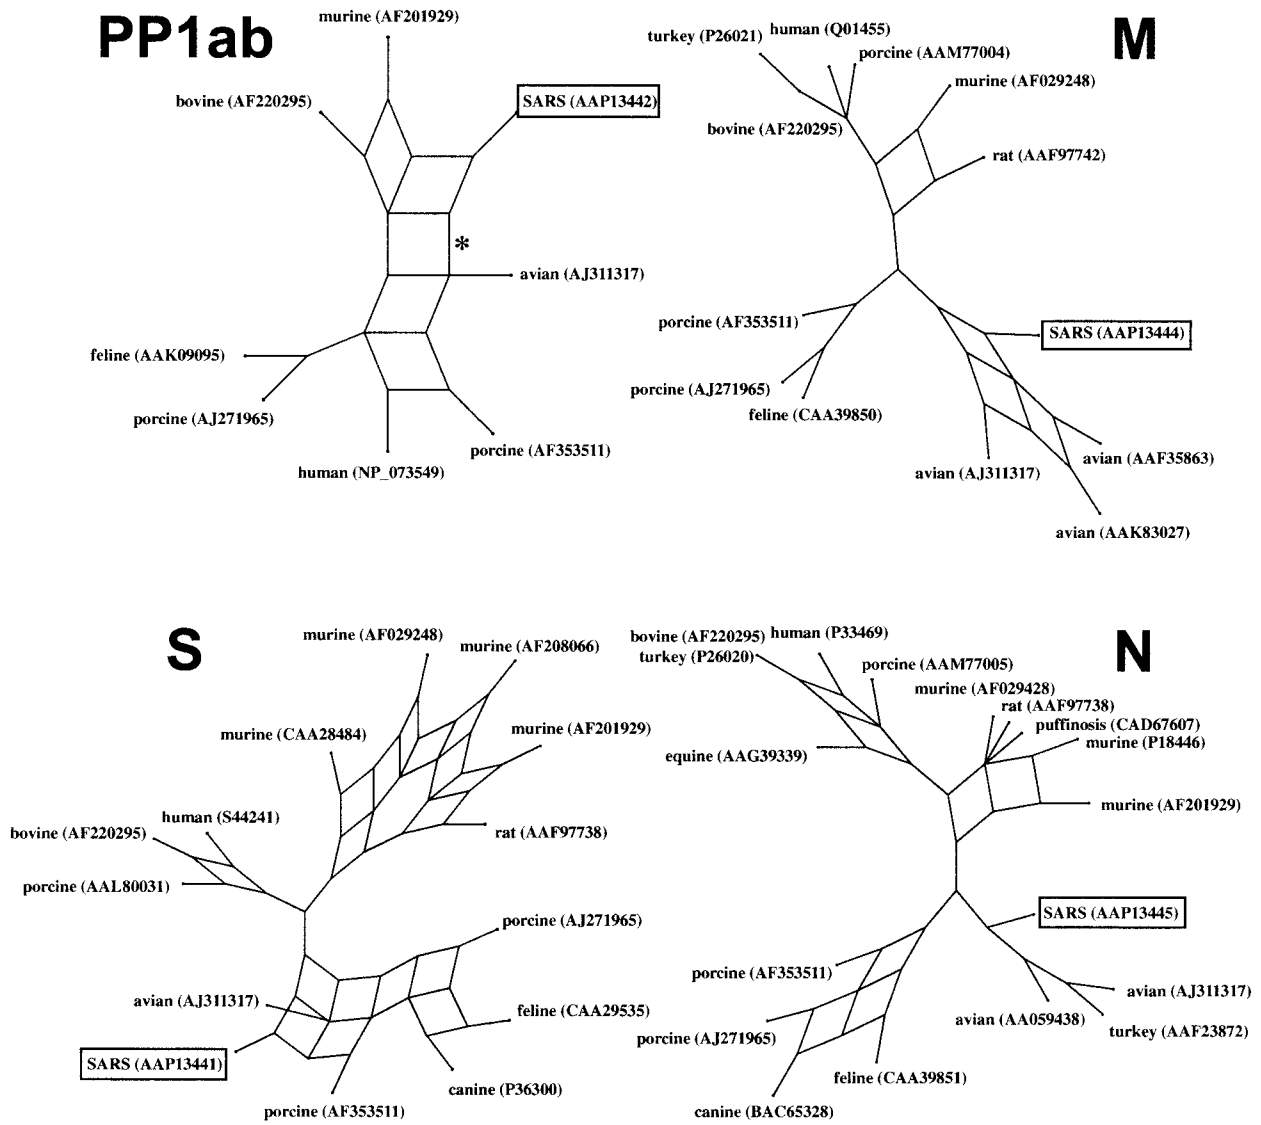 PP1ab
murine (AF201929)
bovine (AF220295)
SARS (AAP13442)
*
avian (AJ311317)
feline (AAK09095)
porcine (AJ271965)
human (NP_073549)
porcine (AF353511)
M
turkey (P26021)
human (Q01455)
porcine (AAM77004)
murine (AF029248)
bovine (AF220295)
rat (AAF97742)
porcine (AF353511)
SARS (AAP13444)
porcine (AJ271965)
feline (CAA39850)
avian (AJ311317)
avian (AAF35863)
avian (AAK83027)
S
murine (AF029248)
murine (AF208066)
murine (CAA28484)
murine (AF201929)
human (S44241)
bovine (AF220295)
rat (AAF97738)
porcine (AAL80031)
porcine (AJ271965)
avian (AJ311317)
feline (CAA29535)
SARS (AAP13441)
canine (P36300)
porcine (AF353511)
N
bovine (AF220295)
human (P33469)
turkey (P26020)
porcine (AAM77005)
murine (AF029428)
rat (AAF97738)
puffinosis (CAD67607)
murine (P18446)
equine (AAG39339)
murine (AF201929)
SARS (AAP13445)
porcine (AF353511)
avian (AJ311317)
avian (AA059438)
turkey (AAF23872)
porcine (AJ271965)
feline (CAA39851)
canine (BAC65328)